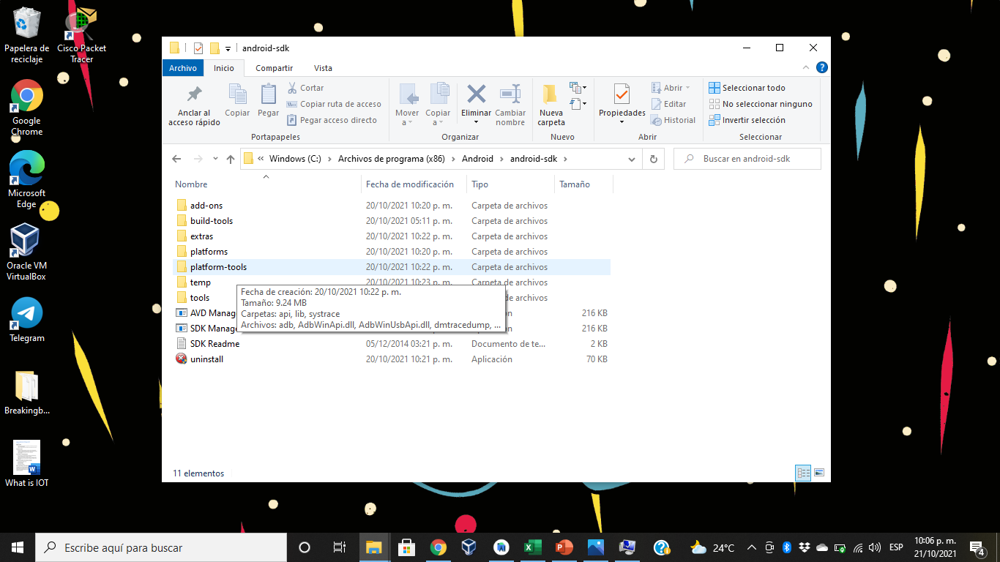 Papelera de
reciclaje
Cisco Packet
Tracer
Google
Chrome
Microsoft
Edge
Oracle VM
VirtualBox
Telegram
Breakingb...
What is IOT
android-sdk
Archivo Inicio Compartir Vista
Anclar al
acceso rápido
Copiar
Pegar
Cortar
Copiar ruta de acceso
Pegar acceso directo
Portapapeles
Mover
a
Copiar
a
Eliminar
Cambiar
nombre
Organizar
Nueva
carpeta
Nuevo
Propiedades
Abrir
Editar
Historial
Abrir
Seleccionar todo
No seleccionar ninguno
Invertir selección
Seleccionar
« Windows (C:) > Archivos de programa (x86) > Android > android-sdk >
Buscar en android-sdk
Nombre Fecha de modificación Tipo Tamaño
add-ons 20/10/2021 10:20 p. m. Carpeta de archivos
build-tools 20/10/2021 05:11 p. m. Carpeta de archivos
extras 20/10/2021 10:22 p. m. Carpeta de archivos
platforms 20/10/2021 10:20 p. m. Carpeta de archivos
platform-tools 20/10/2021 10:22 p. m. Carpeta de archivos
temp 20/10/2021 10:23 p. m. Carpeta de archivos
tools de archivos
AVD Manag 216 KB
SDK Manag 216 KB
SDK Readme 05/12/2014 03:21 p. m. Documento de te... 2 KB
uninstall 20/10/2021 10:21 p. m. Aplicación 70 KB
Fecha de creación: 20/10/2021 10:22 p. m.
Tamaño: 9.24 MB
Carpetas: api, lib, systrace
Archivos: adb, AdbWinApi.dll, AdbWinUsbApi.dll, dmtracedump, ...
11 elementos
Escribe aquí para buscar
24°C
ESP
10:06 p. m.
21/10/2021
4